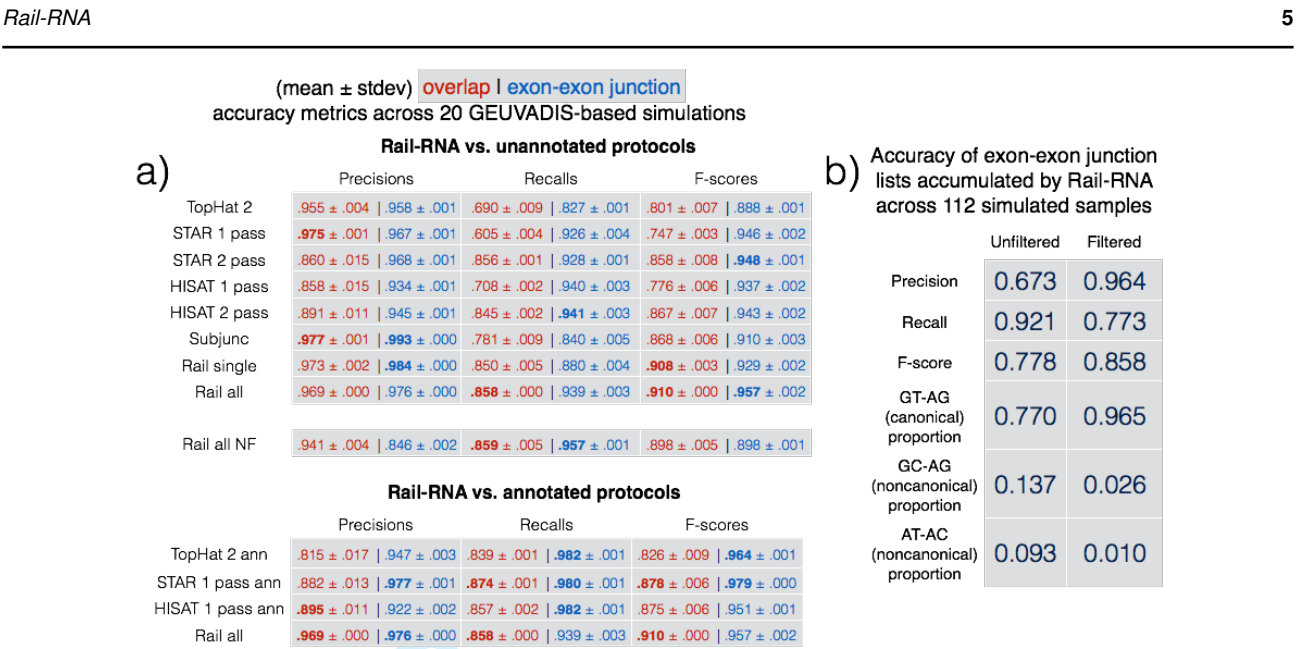 Rail-RNA 5
(mean ± stdev) overlap | exon-exon junction
accuracy metrics across 20 GEUVADIS-based simulations
a)
Rail-RNA vs. unannotated protocols
Precisions Recalls F-scores
TopHat 2 .955 ± .004 | .958 ± .001 .690 ± .009 | .827 ± .001 .801 ± .007 | .888 ± .001
STAR 1 pass .975 ± .001 | .967 ± .001 .605 ± .004 | .926 ± .004 .747 ± .003 | .946 ± .002
STAR 2 pass .860 ± .015 | .968 ± .001 .856 ± .001 | .928 ± .001 .858 ± .008 | .948 ± .001
HISAT 1 pass .858 ± .015 | .934 ± .001 .708 ± .002 | .940 ± .003 .776 ± .006 | .937 ± .002
HISAT 2 pass .891 ± .011 | .945 ± .001 .845 ± .002 | .941 ± .003 .867 ± .007 | .943 ± .002
Subjunc .977 ± .001 | .993 ± .000 .781 ± .009 | .840 ± .005 .868 ± .006 | .910 ± .003
Rail single .973 ± .002 | .984 ± .000 .850 ± .005 | .880 ± .004 .908 ± .003 | .929 ± .002
Rail all .969 ± .000 | .976 ± .000 .858 ± .000 | .939 ± .003 .910 ± .000 | .957 ± .002
Rail all NF .941 ± .004 | .846 ± .002 .859 ± .005 | .957 ± .001 .898 ± .005 | .898 ± .001
Rail-RNA vs. annotated protocols
Precisions Recalls F-scores
TopHat 2 ann .815 ± .017 | .947 ± .003 .839 ± .001 | .982 ± .001 .826 ± .009 | .964 ± .001
STAR 1 pass ann .882 ± .013 | .977 ± .001 .874 ± .001 | .980 ± .001 .878 ± .006 | .979 ± .000
HISAT 1 pass ann .895 ± .011 | .922 ± .002 .857 ± .002 | .982 ± .001 .875 ± .006 | .951 ± .001
Rail all .969 ± .000 | .976 ± .000 .858 ± .000 | .939 ± .003 .910 ± .000 | .957 ± .002
b)
Accuracy of exon-exon junction
lists accumulated by Rail-RNA
across 112 simulated samples
Unfiltered Filtered
Precision 0.673 0.964
Recall 0.921 0.773
F-score 0.778 0.858
GT-AG
(canonical) 0.770 0.965
proportion
GC-AG
(noncanonical) 0.137 0.026
proportion
AT-AC
(noncanonical) 0.093 0.010
proportion